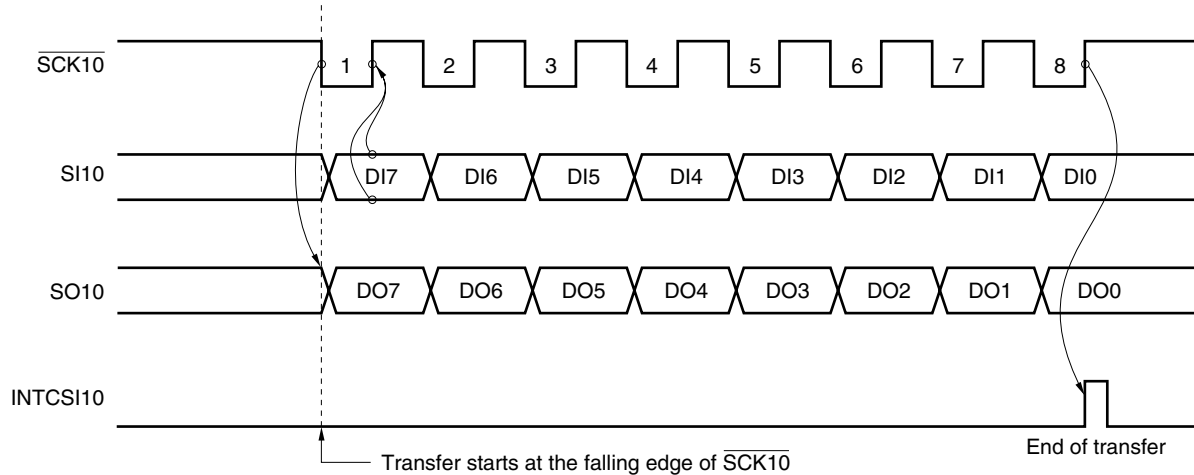 SCK10
1 2 3 4 5 6 7 8
SI10
DI7 DI6 DI5 DI4 DI3 DI2 DI1 DI0
SO10
DO7 DO6 DO5 DO4 DO3 DO2 DO1 DO0
INTCSI10
End of transfer
Transfer starts at the falling edge of SCK10